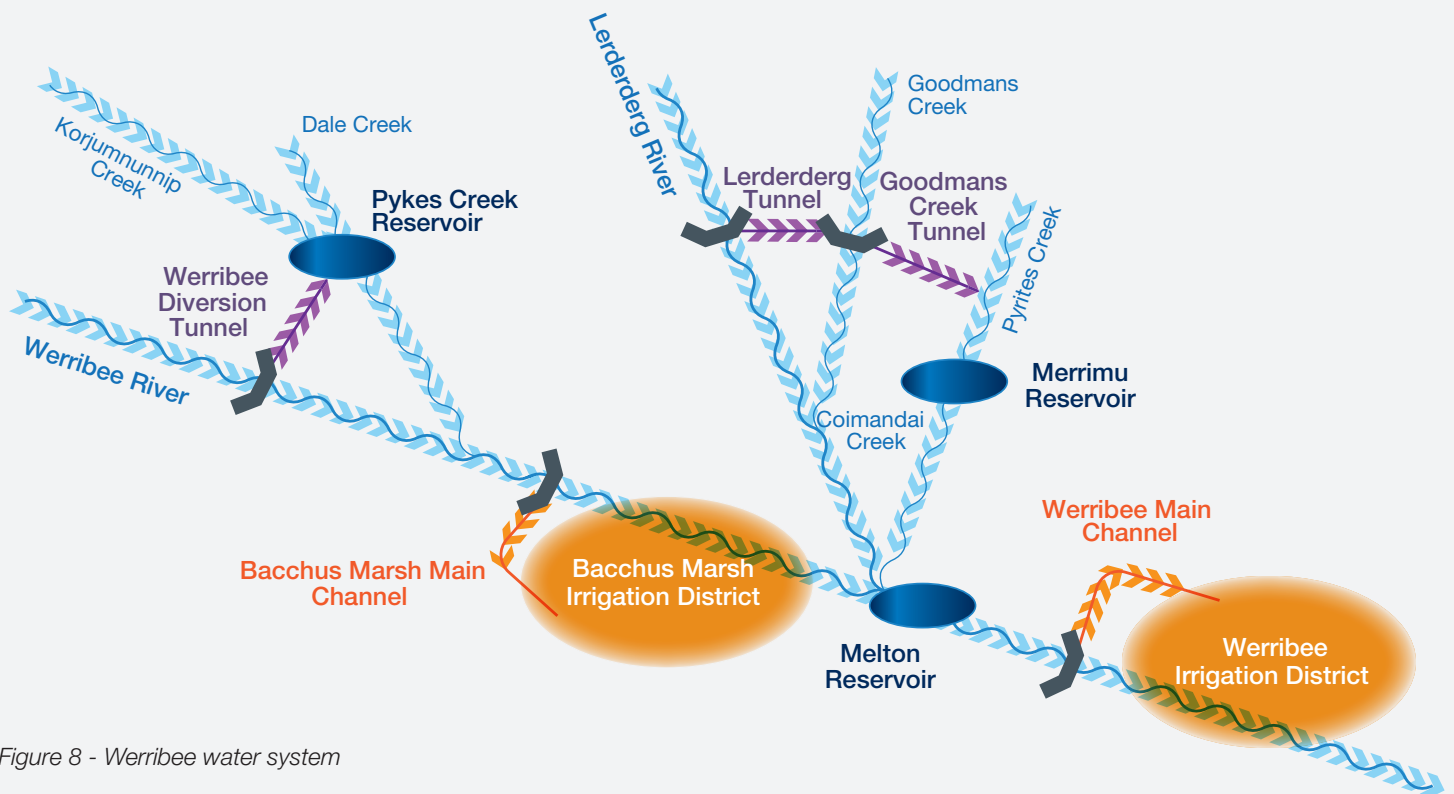 Korjumnunnip
Creek
Dale Creek
Pykes Creek
Reservoir
Werribee
Diversion
Tunnel
Werribee River
Lerderderg River
Goodmans
Creek
Lerderderg
Tunnel
Goodmans
Creek
Tunnel
Pyrites Creek
Merrimu
Reservoir
Coimandai
Creek
Bacchus Marsh Main
Channel
Bacchus Marsh
Irrigation District
Melton
Reservoir
Werribee Main
Channel
Werribee
Irrigation District
Figure 8 - Werribee water system